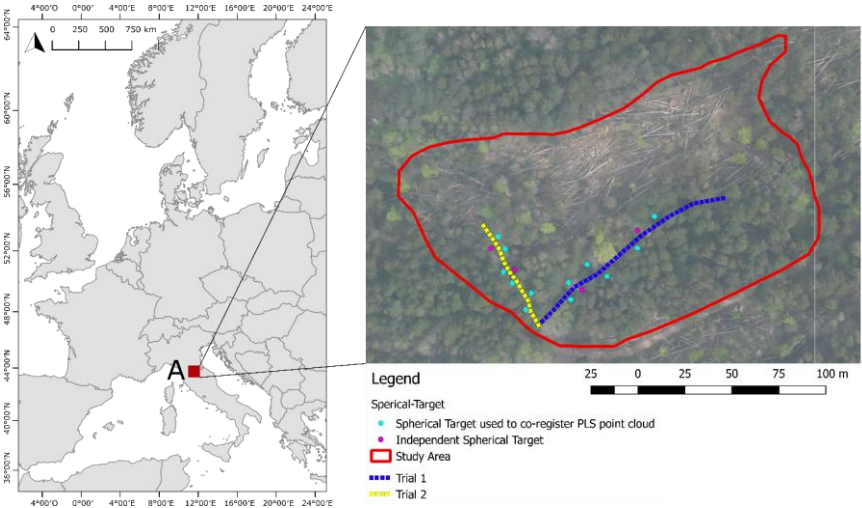 4°00'E 0°00' 4°00'E 8°00'E 12°00'E 16°00'E 20°00'E 24°00'E
0 250 500 750 km
64°00'N
60°00'N
56°00'N
52°00'N
48°00'N
44°00'N
40°00'N
36°00'N
A
4°00'E 0°00' 4°00'E 8°00'E 12°00'E 16°00'E 20°00'E 24°00'E
Legend
25 0 25 50 75 100 m
Sperical-Target
Spherical Target used to co-register PLS point cloud
Independent Spherical Target
Study Area
Trial 1
Trial 2